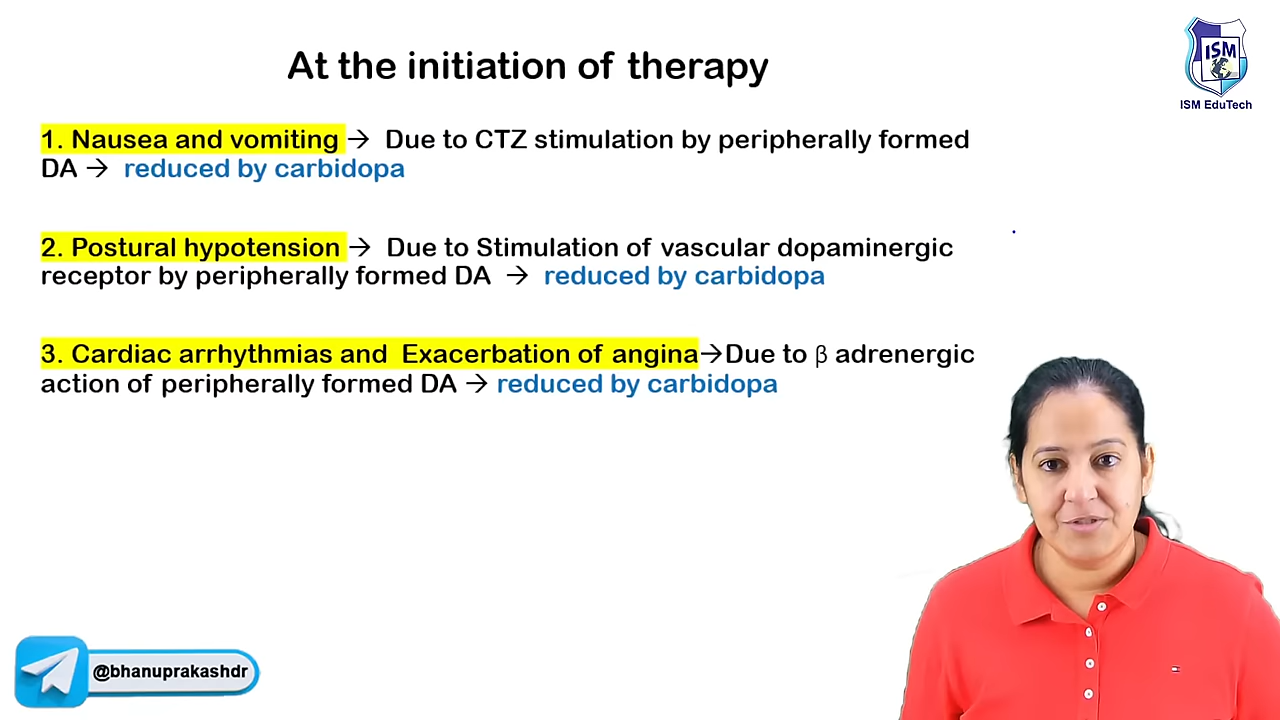 At the initiation of therapy
ISM
ISM EduTech
1. Nausea and vomiting → Due to CTZ stimulation by peripherally formed
DA → reduced by carbidopa
2. Postural hypotension → Due to Stimulation of vascular dopaminergic
receptor by peripherally formed DA → reduced by carbidopa
3. Cardiac arrhythmias and Exacerbation of angina→Due to β adrenergic
action of peripherally formed DA → reduced by carbidopa
@bhanuprakashdr